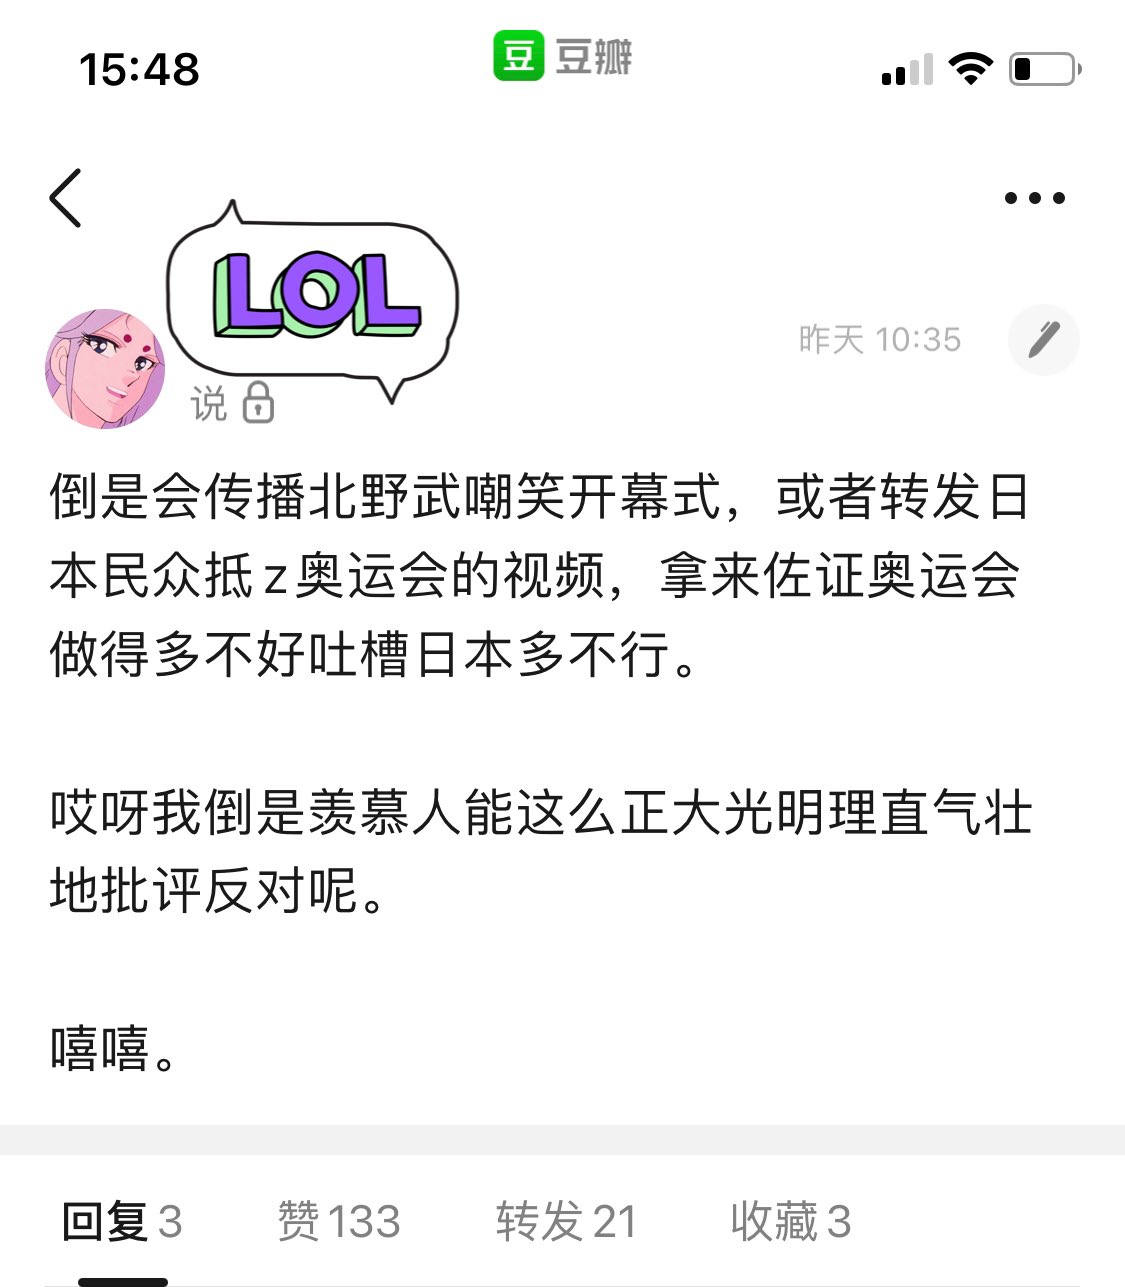 15:48
豆 豆瓣
LOL
昨天 10:35
说
倒是会传播北野武嘲笑开幕式，或者转发日
本民众抵z奥运会的视频，拿来佐证奥运会
做得多不好吐槽日本多不行。
哎呀我倒是羡慕人能这么正大光明理直气壮
地批评反对呢。
嘻嘻。
回复 3 赞 133 转发 21 收藏 3